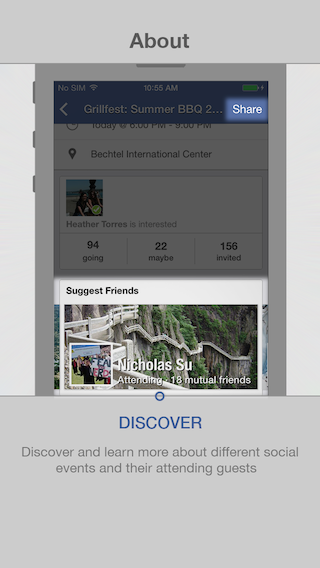 About
No SIM 10:55 AM
Grillfest: Summer BBQ 2... Share
Today @ 6:00 PM - 9:00 PM
Bechtel International Center
Heather Torres is interested
94 22 156
going maybe invited
Suggest Friends
Nicholas Su
Attending · 18 mutual friends
DISCOVER
Discover and learn more about different social
events and their attending guests